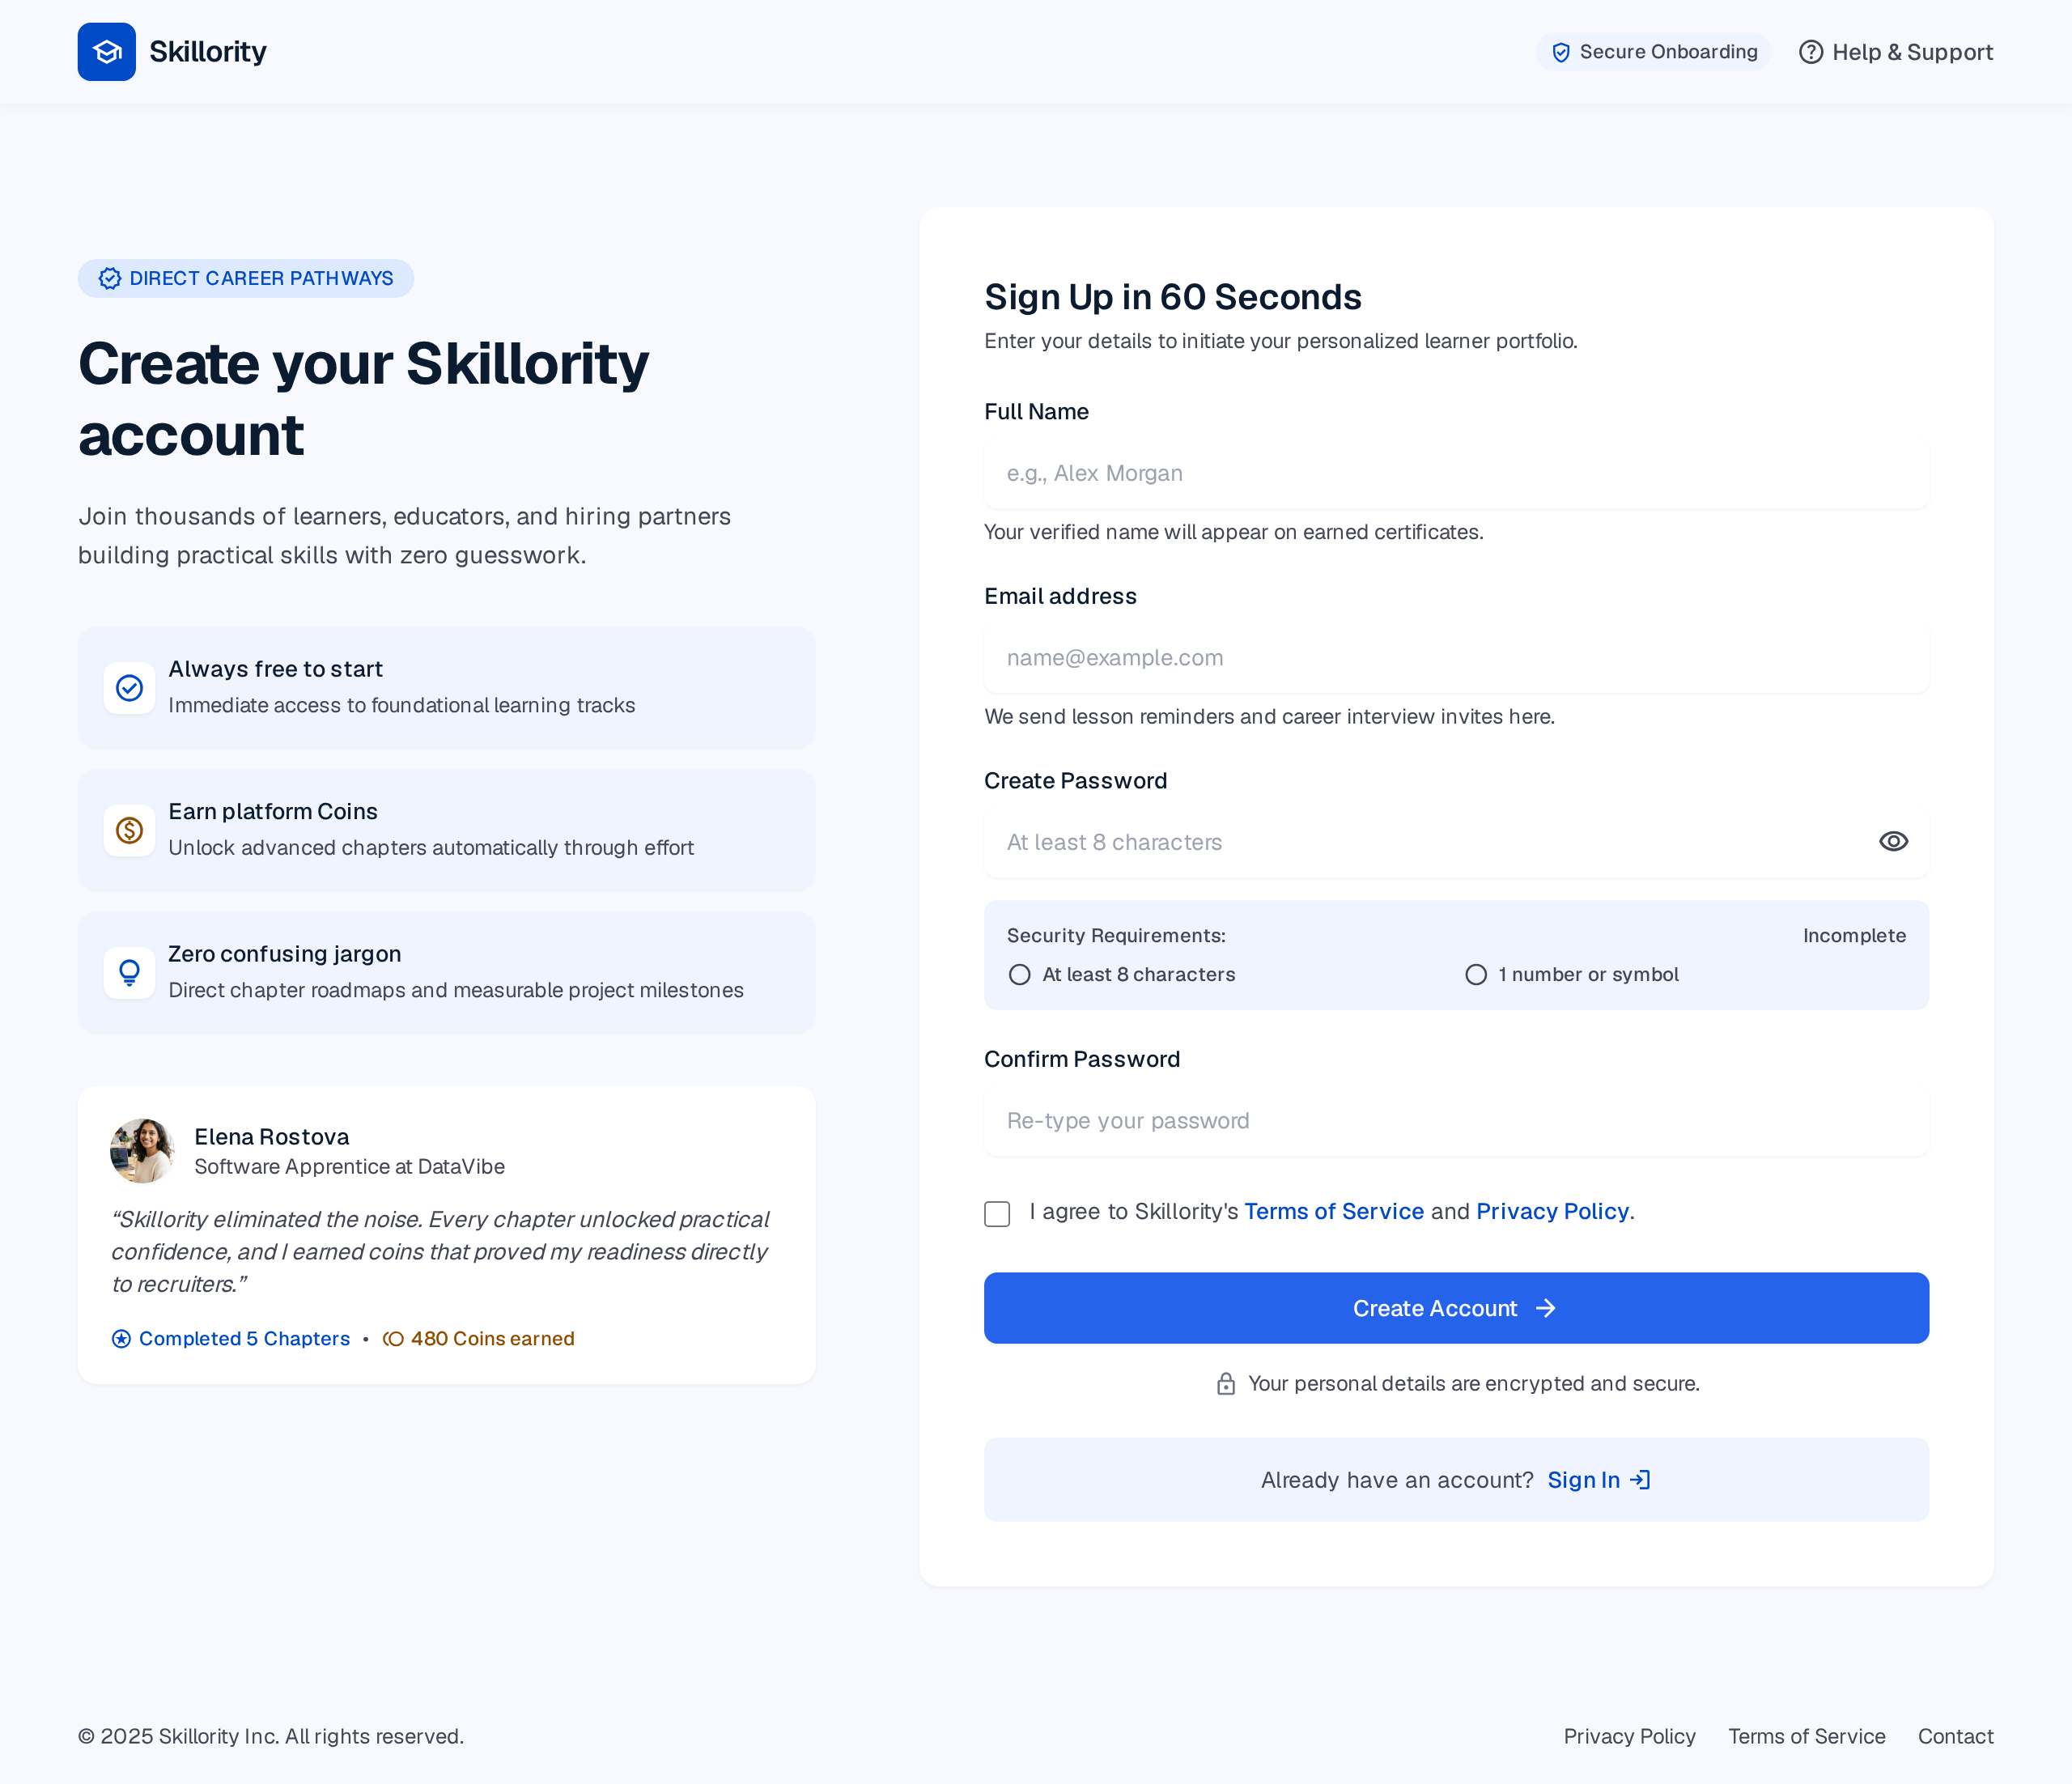 Skillority
Secure Onboarding
Help & Support
DIRECT CAREER PATHWAYS
Create your Skillority
account
Join thousands of learners, educators, and hiring partners
building practical skills with zero guesswork.
Always free to start
Immediate access to foundational learning tracks
Earn platform Coins
Unlock advanced chapters automatically through effort
Zero confusing jargon
Direct chapter roadmaps and measurable project milestones
Elena Rostova
Software Apprentice at DataVibe
“Skillority eliminated the noise. Every chapter unlocked practical
confidence, and I earned coins that proved my readiness directly
to recruiters.”
Completed 5 Chapters • 480 Coins earned
Sign Up in 60 Seconds
Enter your details to initiate your personalized learner portfolio.
Full Name
e.g., Alex Morgan
Your verified name will appear on earned certificates.
Email address
name@example.com
We send lesson reminders and career interview invites here.
Create Password
At least 8 characters
Security Requirements:
Incomplete
At least 8 characters
1 number or symbol
Confirm Password
Re-type your password
I agree to Skillority's Terms of Service and Privacy Policy.
Create Account
Your personal details are encrypted and secure.
Already have an account? Sign In
© 2025 Skillority Inc. All rights reserved.
Privacy Policy
Terms of Service
Contact